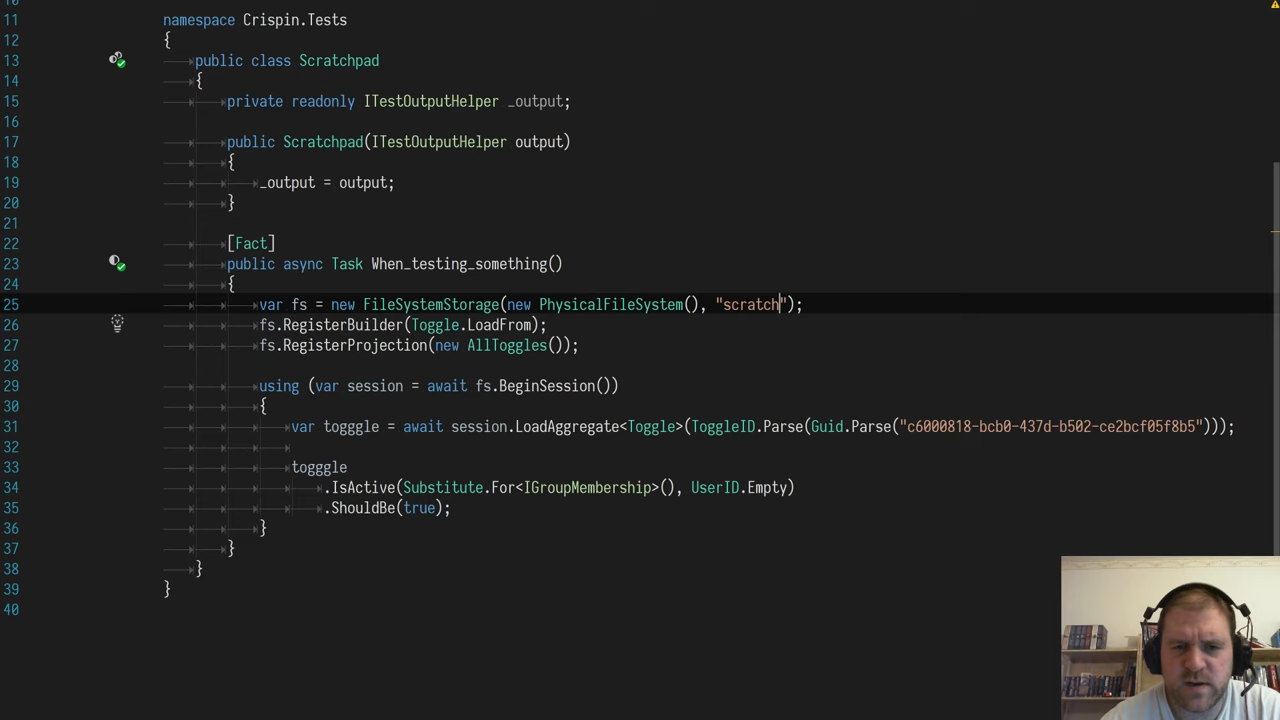 10
11 namespace Crispin.Tests
12 {
13 public class Scratchpad
14 {
15 private readonly ITestOutputHelper _output;
16
17 public Scratchpad(ITestOutputHelper output)
18 {
19 _output = output;
20 }
21
22 [Fact]
23 public async Task When_testing_something()
24 {
25 var fs = new FileSystemStorage(new PhysicalFileSystem(), "scratch");
26 fs.RegisterBuilder(Toggle.LoadFrom);
27 fs.RegisterProjection(new AllToggles());
28
29 using (var session = await fs.BeginSession())
30 {
31 var togggle = await session.LoadAggregate<Toggle>(ToggleID.Parse(Guid.Parse("c6000818-bcb0-437d-b502-ce2bcf05f8b5")));
32
33 togggle
34 .IsActive(Substitute.For<IGroupMembership>(), UserID.Empty)
35 .ShouldBe(true);
36 }
37 }
38 }
39 }
40